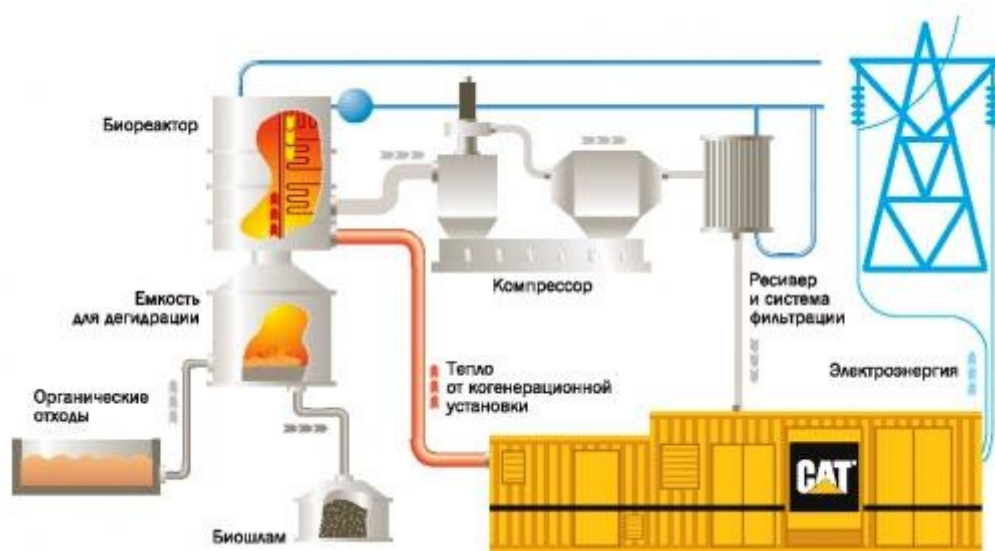 Биореактор
Емкость
для дегидрации
Органические
отходы
Биошлам
Тепло
от когенерационной
установки
Компрессор
Ресивер
и система
фильтрации
Электроэнергия
CAT